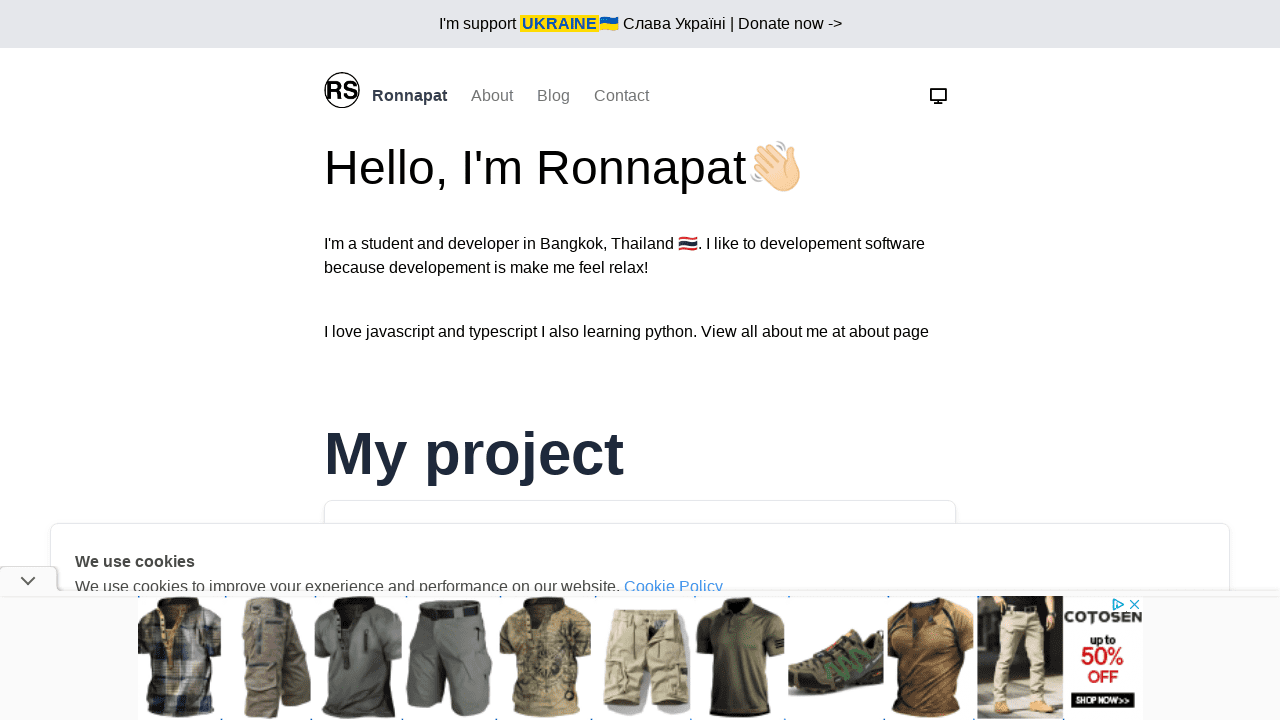 I'm support UKRAINE🇺🇦 Слава Україні | Donate now ->
RS Ronnapat About Blog Contact
Hello, I'm Ronnapat👋🏻
I'm a student and developer in Bangkok, Thailand 🇹🇭. I like to developement software
because developement is make me feel relax!
I love javascript and typescript I also learning python. View all about me at about page
My project
We use cookies
We use cookies to improve your experience and performance on our website. Cookie Policy
COTOSEN
up to
50%
OFF
SHOP NOW>>